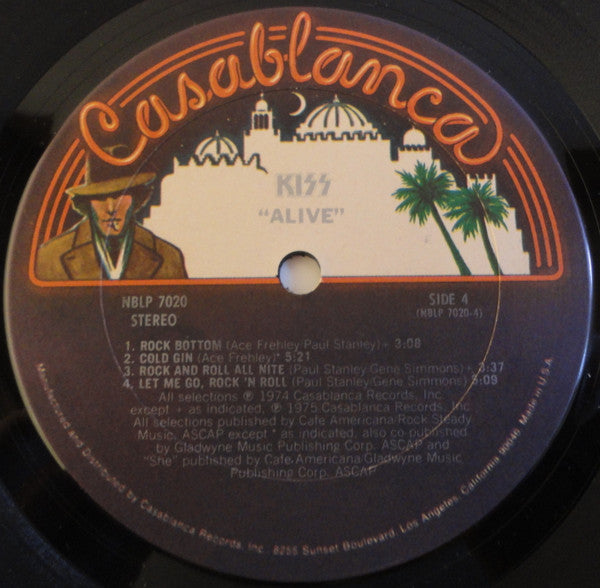 Casablanca
KISS
"ALIVE"
NBLP 7020
STEREO
SIDE 4
(NBLP 7020-4)
1. ROCK BOTTOM (Ace Frehley-Paul Stanley) + 3:08
2. COLD GIN (Ace Frehley)* 5:21
3. ROCK AND ROLL ALL NITE (Paul Stanley-Gene Simmons) + 3:37
4. LET ME GO, ROCK 'N ROLL (Paul Stanley-Gene Simmons) 5:09
All selections ℗ 1974 Casablanca Records, Inc.
except + as indicated, ℗ 1975 Casablanca Records, Inc.
All selections published by Cafe Americana/Rock Steady
Music, ASCAP except * as indicated, also co-published
by Gladwyne Music Publishing Corp. ASCAP and
"She" published by Cafe Americana/Gladwyne Music
Publishing Corp. ASCAP
Manufactured and Distributed by Casablanca Records, Inc. - 8255 Sunset Boulevard, Los Angeles, California 90046. Made in U.S.A.